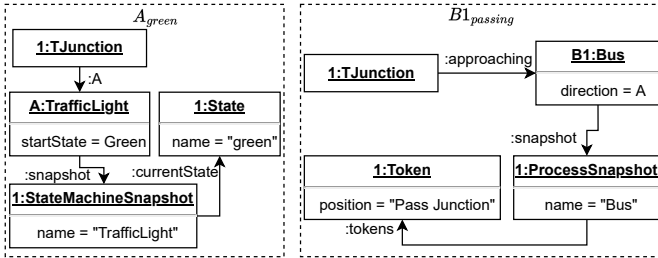 A_green
1:TJunction
:A
A:TrafficLight
startState = Green
1:State
name = "green"
:snapshot
:currentState
1:StateMachineSnapshot
name = "TrafficLight"
B1_passing
1:TJunction
:approaching
B1:Bus
direction = A
:snapshot
1:Token
position = "Pass Junction"
1:ProcessSnapshot
name = "Bus"
:tokens